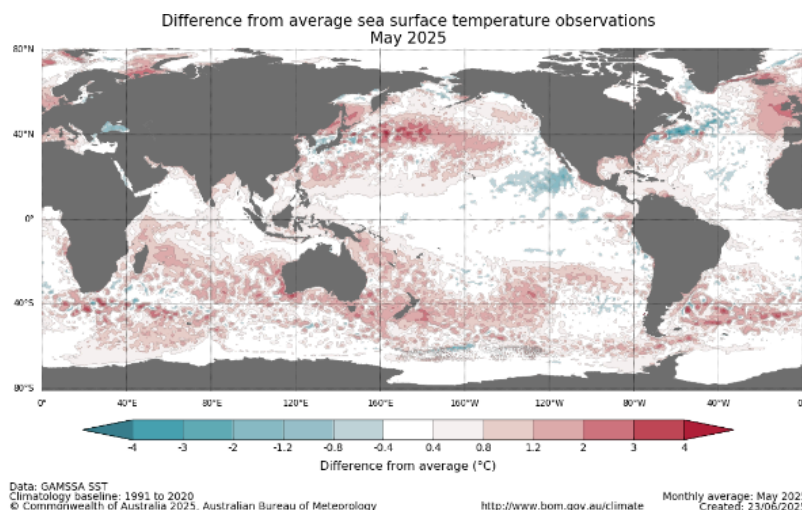 Difference from average sea surface temperature observations
May 2025
80°N
40°N
0°
40°S
80°S
0° 40°E 80°E 120°E 160°E 160°W 120°W 80°W 40°W 0
-4 -3 -2 -1.2 -0.8 -0.4 0.4 0.8 1.2 2 3 4
Difference from average (°C)
Data: GAMSSA SST
Climatology baseline: 1991 to 2020
© Commonwealth of Australia 2025, Australian Bureau of Meteorology
http://www.bom.gov.au/climate
Monthly average: May 2025
Created: 23/06/2025